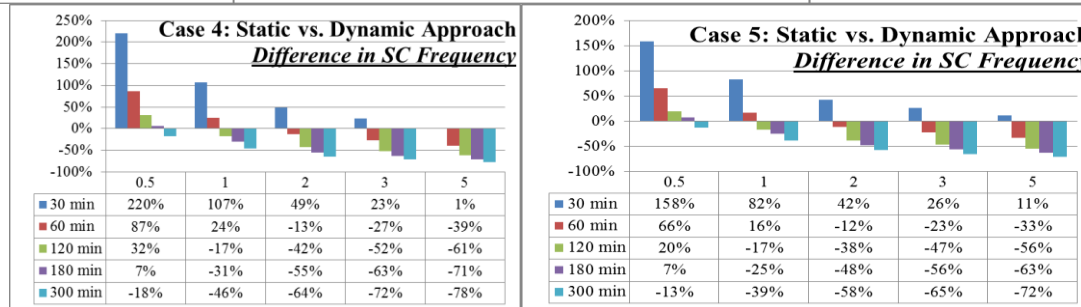 Case 4: Static vs. Dynamic Approach
Difference in SC Frequency
250%
200%
150%
100%
50%
0%
-50%
-100%
0.5 1 2 3 5
30 min 220% 107% 49% 23% 1%
60 min 87% 24% -13% -27% -39%
120 min 32% -17% -42% -52% -61%
180 min 7% -31% -55% -63% -71%
300 min -18% -46% -64% -72% -78%
Case 5: Static vs. Dynamic Approach
Difference in SC Frequency
200%
150%
100%
50%
0%
-50%
-100%
0.5 1 2 3 5
30 min 158% 82% 42% 26% 11%
60 min 66% 16% -12% -23% -33%
120 min 20% -17% -38% -47% -56%
180 min 7% -25% -48% -56% -63%
300 min -13% -39% -58% -65% -72%